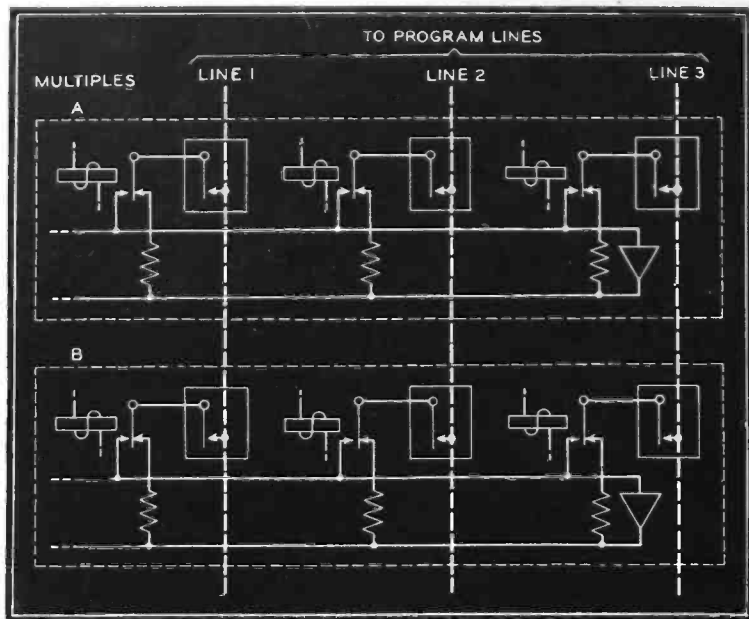 TO PROGRAM LINES
MULTIPLES
LINE 1
LINE 2
LINE 3
A
B